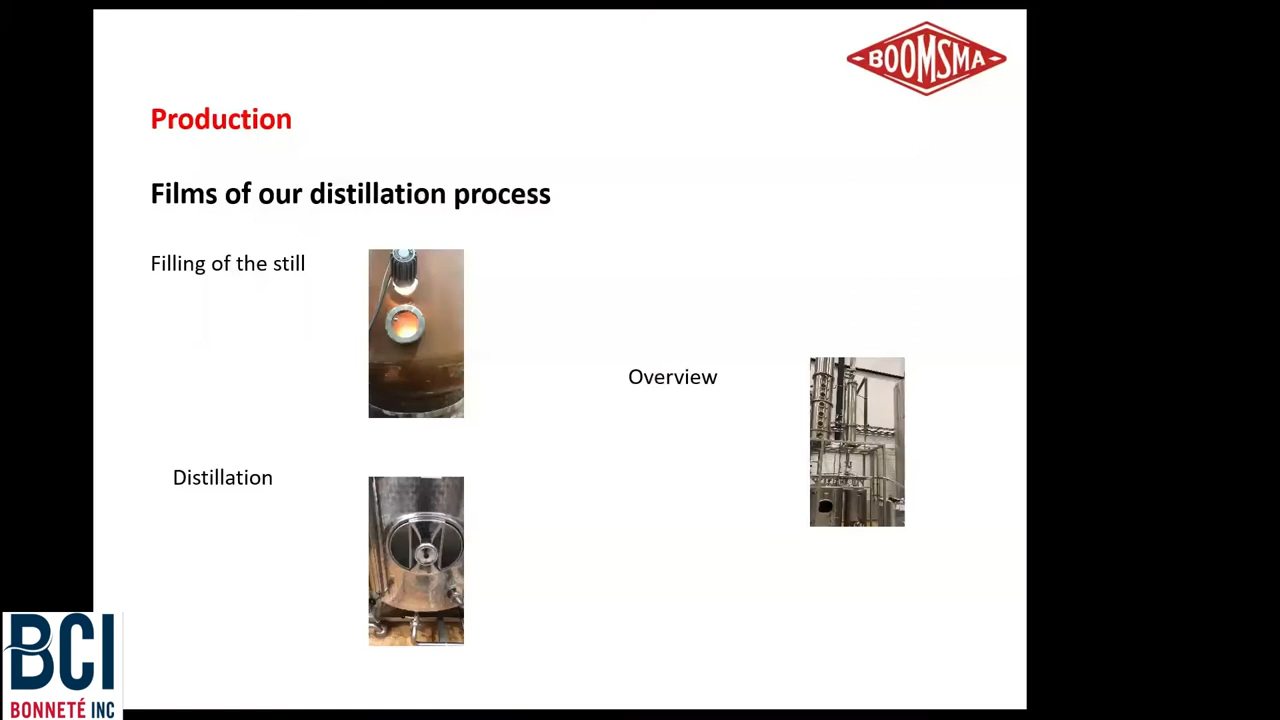 BOOMSMA
Production
Films of our distillation process
Filling of the still
Overview
Distillation
BCI
BONNETÉ INC